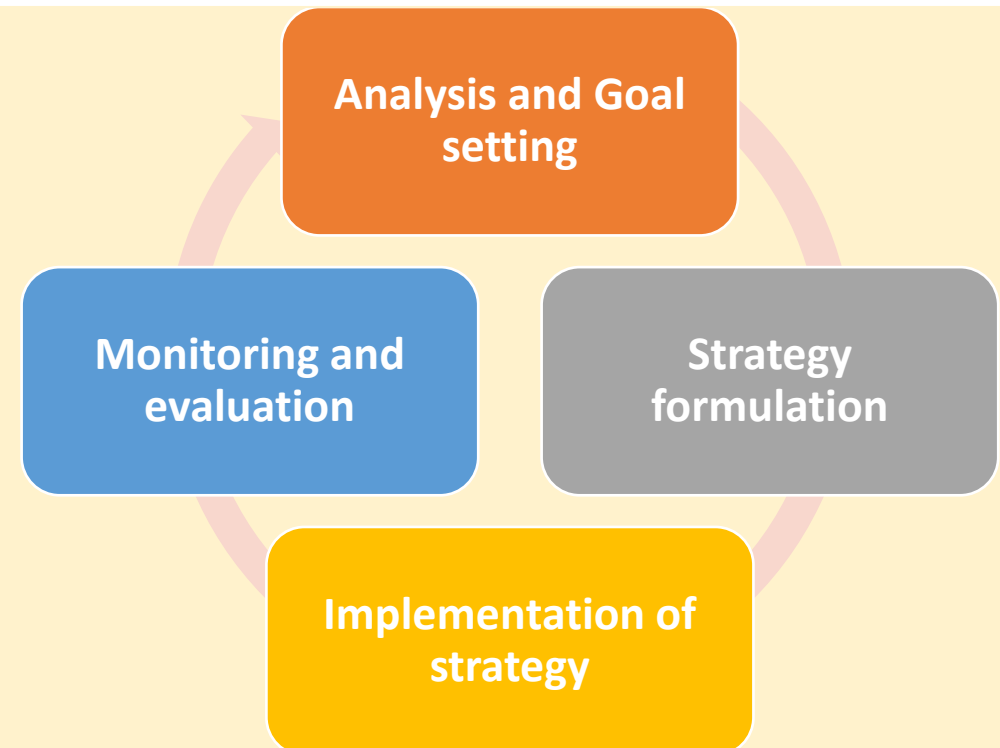 Analysis and Goal
setting
Monitoring and
evaluation
Strategy
formulation
Implementation of
strategy